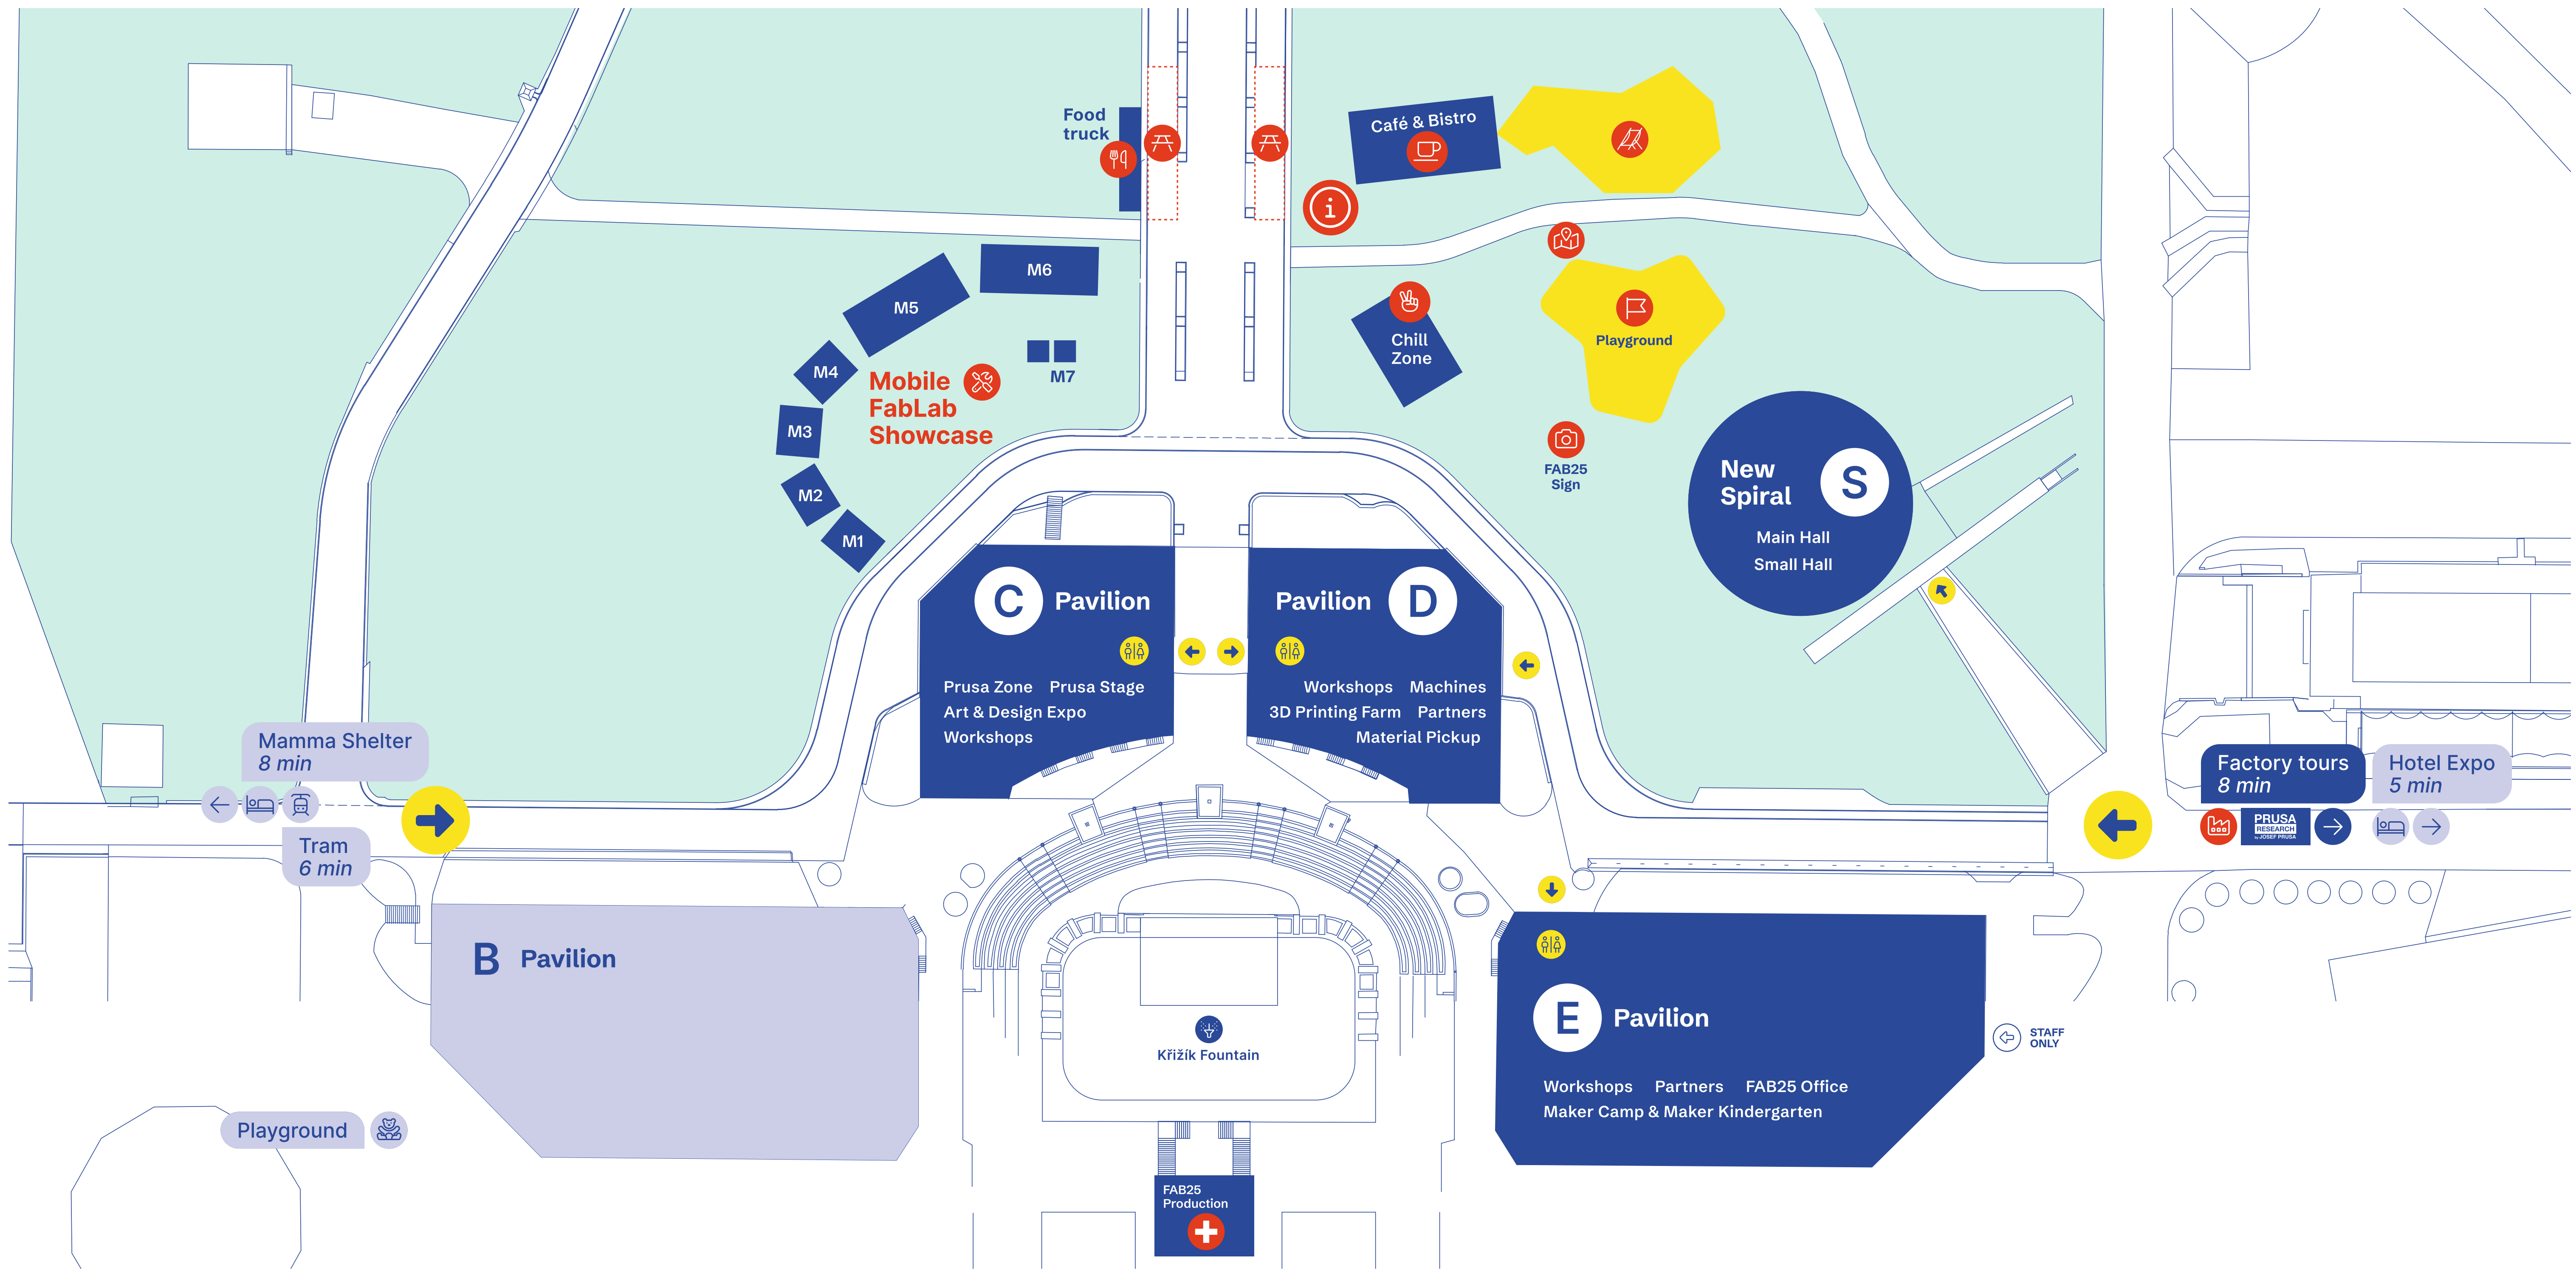 Food
truck
Café & Bistro
i
M6
M5
M4
M3
M2
M1
M7
Mobile
FabLab
Showcase
Chill
Zone
Playground
FAB25
Sign
New
Spiral
S
Main Hall
Small Hall
C Pavilion
Prusa Zone Prusa Stage
Art & Design Expo
Workshops
Pavilion D
Workshops Machines
3D Printing Farm Partners
Material Pickup
Mamma Shelter
8 min
Tram
6 min
Factory tours
8 min
PRUSA
RESEARCH
by JOSEF PRUSA
Hotel Expo
5 min
B Pavilion
Křižík Fountain
E Pavilion
Workshops Partners FAB25 Office
Maker Camp & Maker Kindergarten
STAFF
ONLY
Playground
FAB25
Production